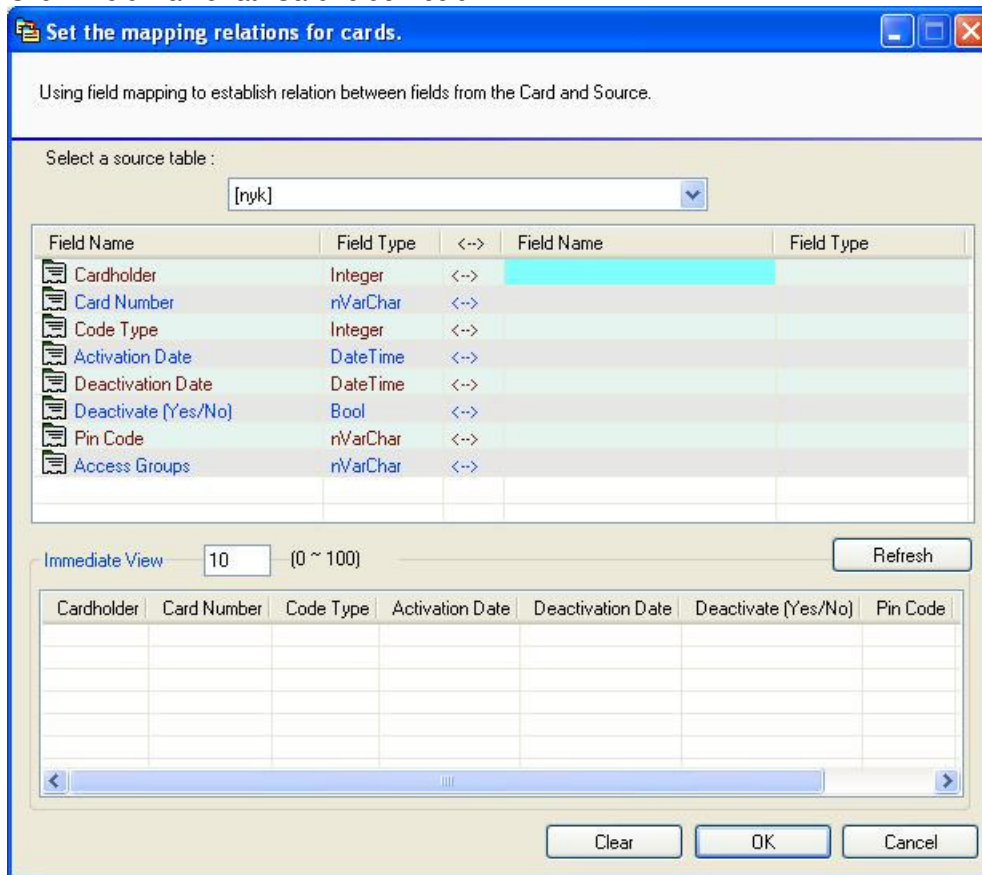 Set the mapping relations for cards.
Using field mapping to establish relation between fields from the Card and Source.
Select a source table :
[nyk]
Field Name Field Type <--> Field Name Field Type
Cardholder Integer <-->
Card Number nVarChar <-->
Code Type Integer <-->
Activation Date DateTime <-->
Deactivation Date DateTime <-->
Deactivate (Yes/No) Bool <-->
Pin Code nVarChar <-->
Access Groups nVarChar <-->
Immediate View 10 (0 ~ 100) Refresh
Cardholder Card Number Code Type Activation Date Deactivation Date Deactivate (Yes/No) Pin Code
Clear OK Cancel